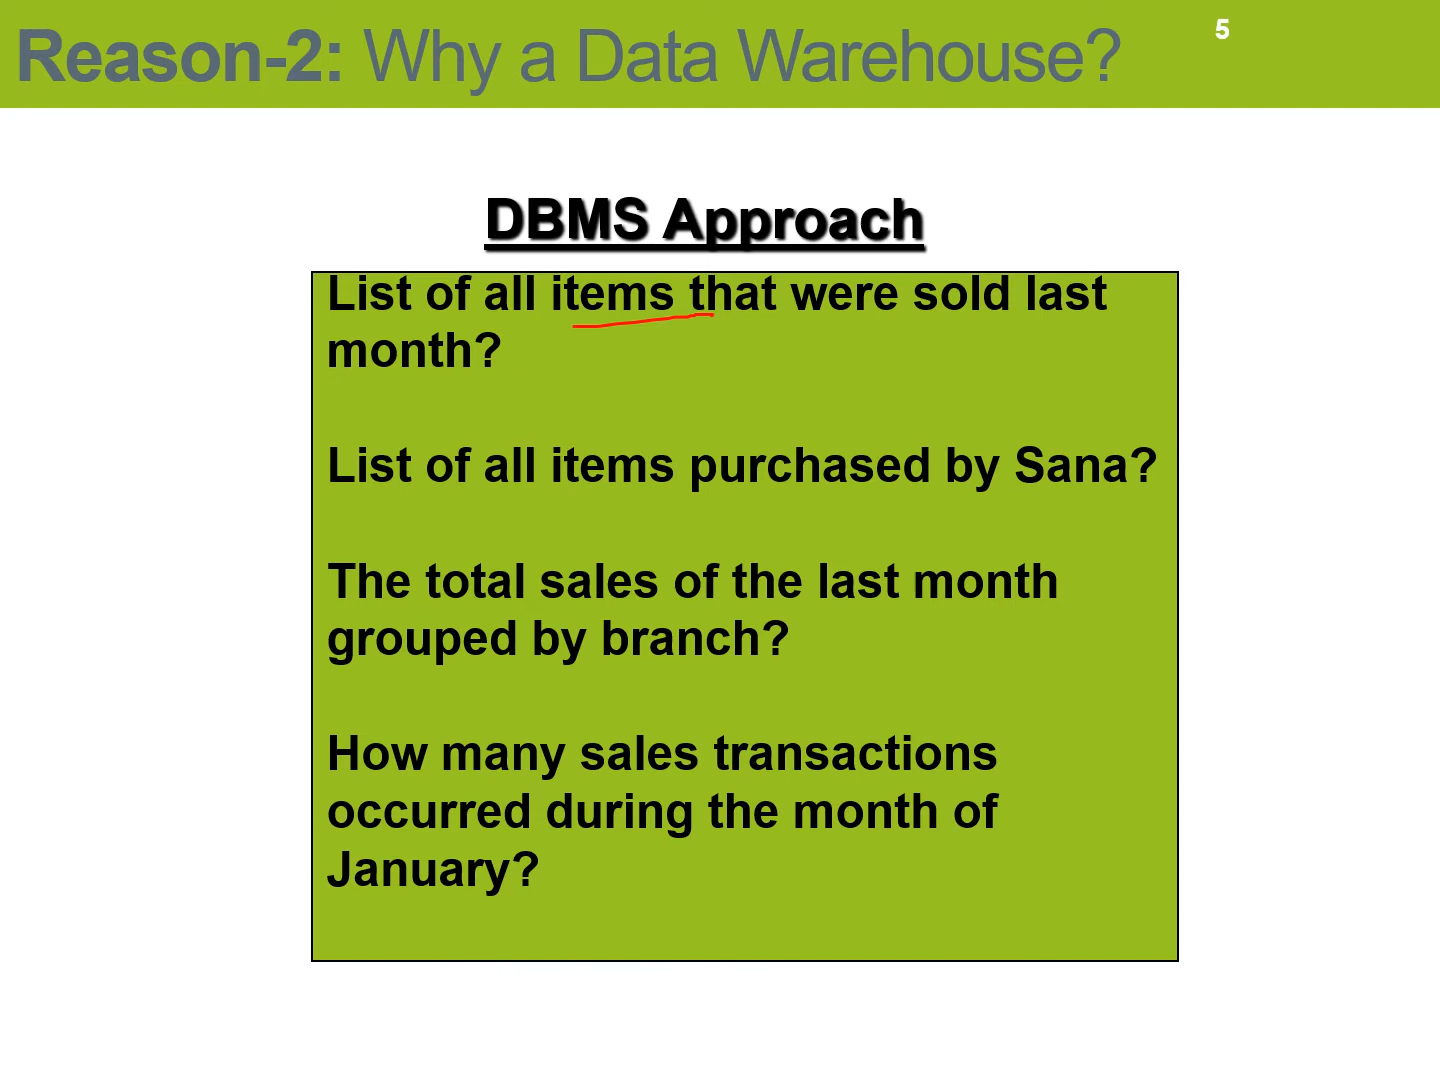 Reason-2: Why a Data Warehouse?
5
DBMS Approach
List of all items that were sold last
month?
List of all items purchased by Sana?
The total sales of the last month
grouped by branch?
How many sales transactions
occurred during the month of
January?